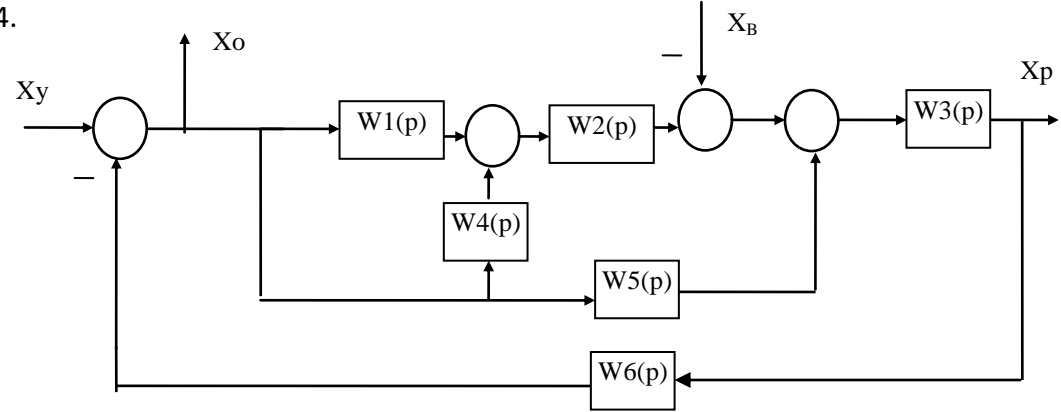 4.
Xo
X_B
Xy
Xp
W1(p)
W2(p)
W3(p)
W4(p)
W5(p)
W6(p)
—
—